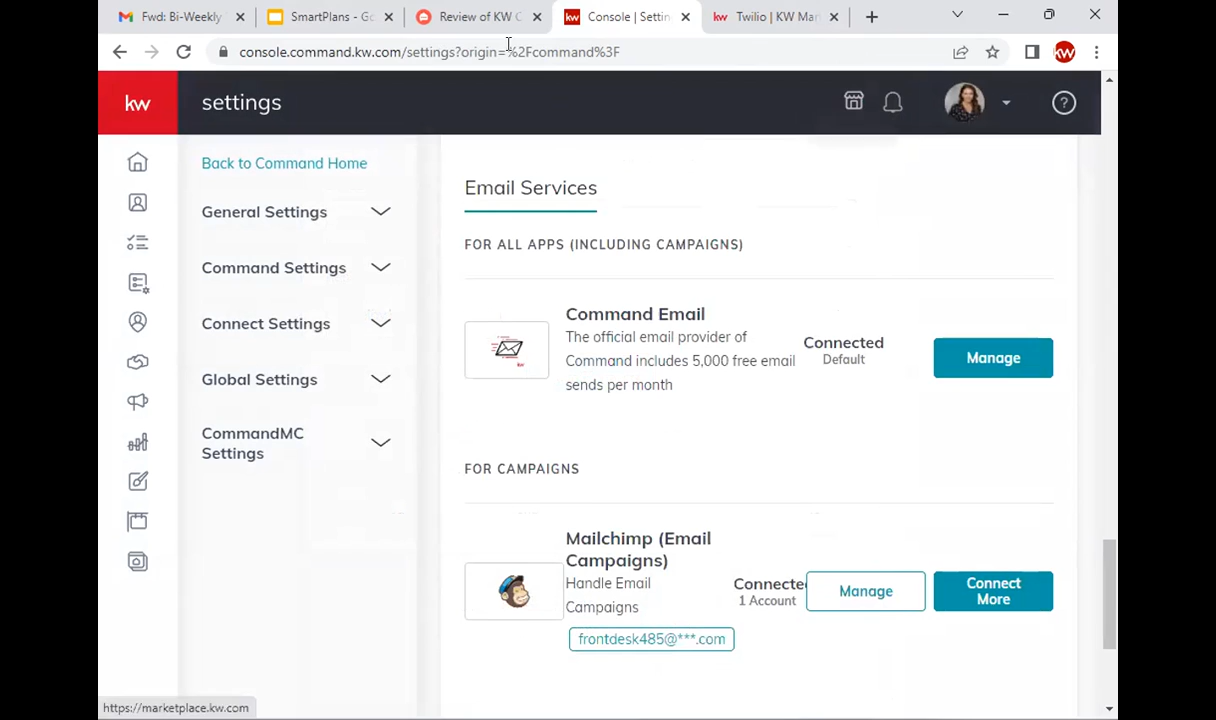 Fwd: Bi-Weekly
SmartPlans - Go
Review of KW C
kw
Console | Settin
kw
Twilio | KW Mar
console.command.kw.com/settings?origin=%2Fcommand%3F
kw
kw
settings
Back to Command Home
General Settings
Command Settings
Connect Settings
Global Settings
CommandMC
Settings
Email Services
FOR ALL APPS (INCLUDING CAMPAIGNS)
Command Email
The official email provider of
Command includes 5,000 free email
sends per month
Connected
Default
Manage
FOR CAMPAIGNS
Mailchimp (Email
Campaigns)
Handle Email
Campaigns
frontdesk485@***.com
Connected
1 Account
Manage
Connect
More
https://marketplace.kw.com